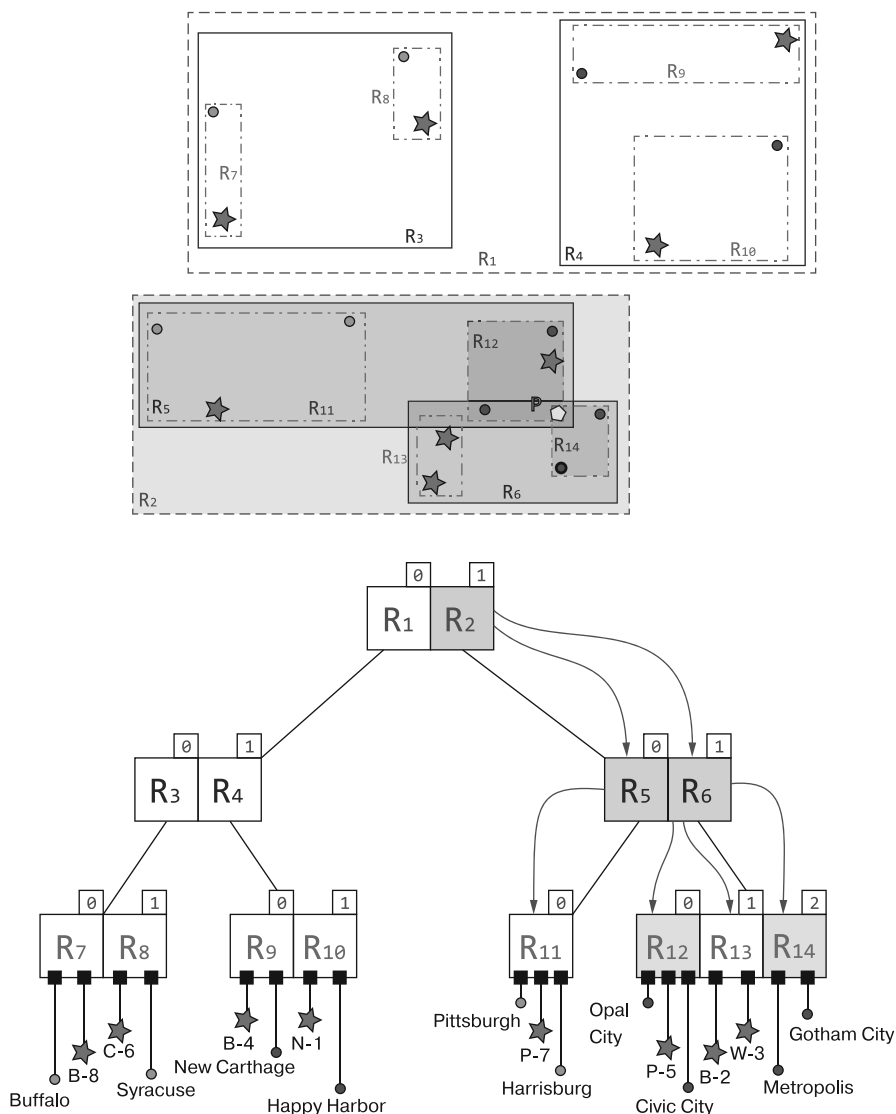 R8
R9
R7
R3
R10
R1
R4
R12
P
R5
R11
R14
R13
R6
R2
0 1
R1 R2
0 1 0 1
R3 R4 R5 R6
0 1 0 1 0 0 1 2
R7 R8 R9 R10 R11 R12 R13 R14
Pittsburgh
Opal
City
Gotham City
B-4 N-1
C-6
P-7
W-3
B-8
P-5 B-2
New Carthage
Buffalo
Syracuse
Harrisburg
Metropolis
Happy Harbor
Civic City